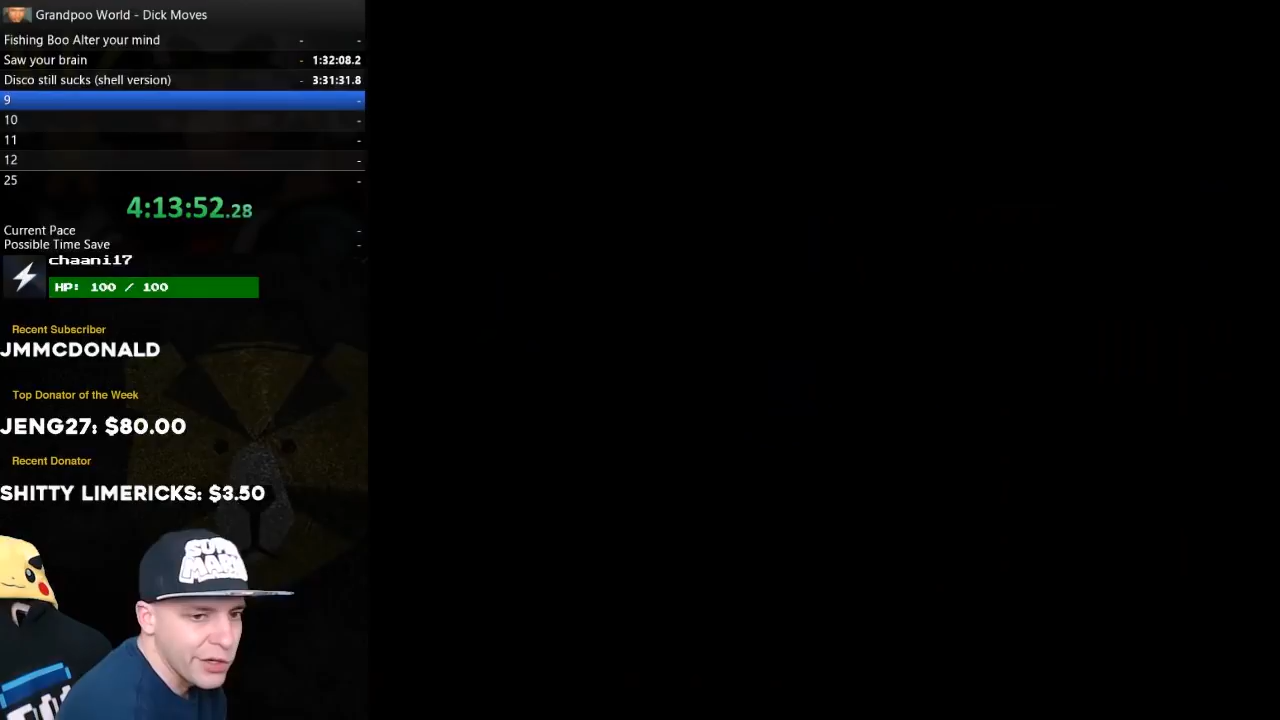 Grandpoo World - Dick Moves
Fishing Boo Alter your mind - -
Saw your brain - 1:32:08.2
Disco still sucks (shell version) - 3:31:31.8
9 -
10 -
11 -
12 -
25 -
4:13:52.28
Current Pace -
Possible Time Save -
chaani17
HP: 100 / 100
Recent Subscriber
JMMCDONALD
Top Donator of the Week
JENG27: $80.00
Recent Donator
SHITTY LIMERICKS: $3.50